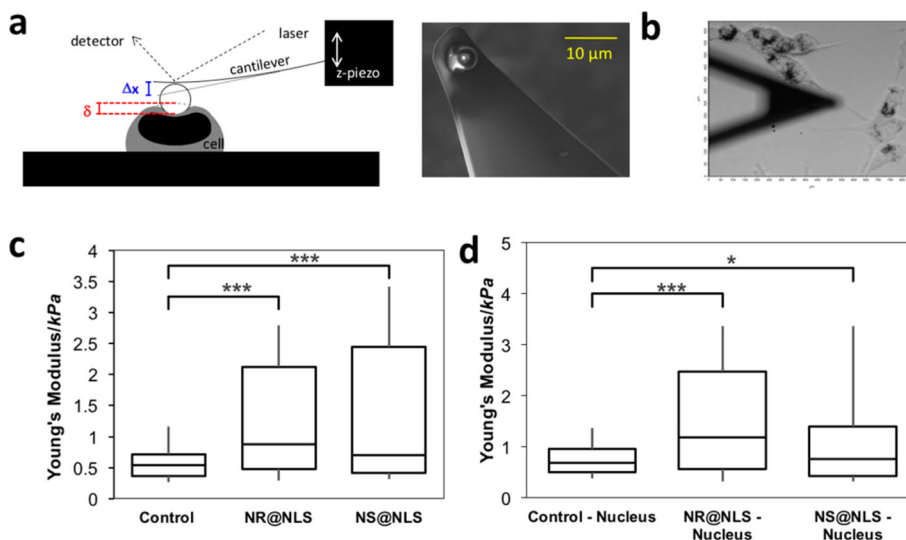 a
detector
laser
cantilever
z-piezo
Δx
δ
cell
10 μm
b
c
Young's Modulus/kPa
4
3.5
3
2.5
2
1.5
1
0.5
0
***
***
Control
NR@NLS
NS@NLS
d
Young's Modulus/kPa
5
4
3
2
1
0
*
***
Control - Nucleus
NR@NLS -
Nucleus
NS@NLS -
Nucleus